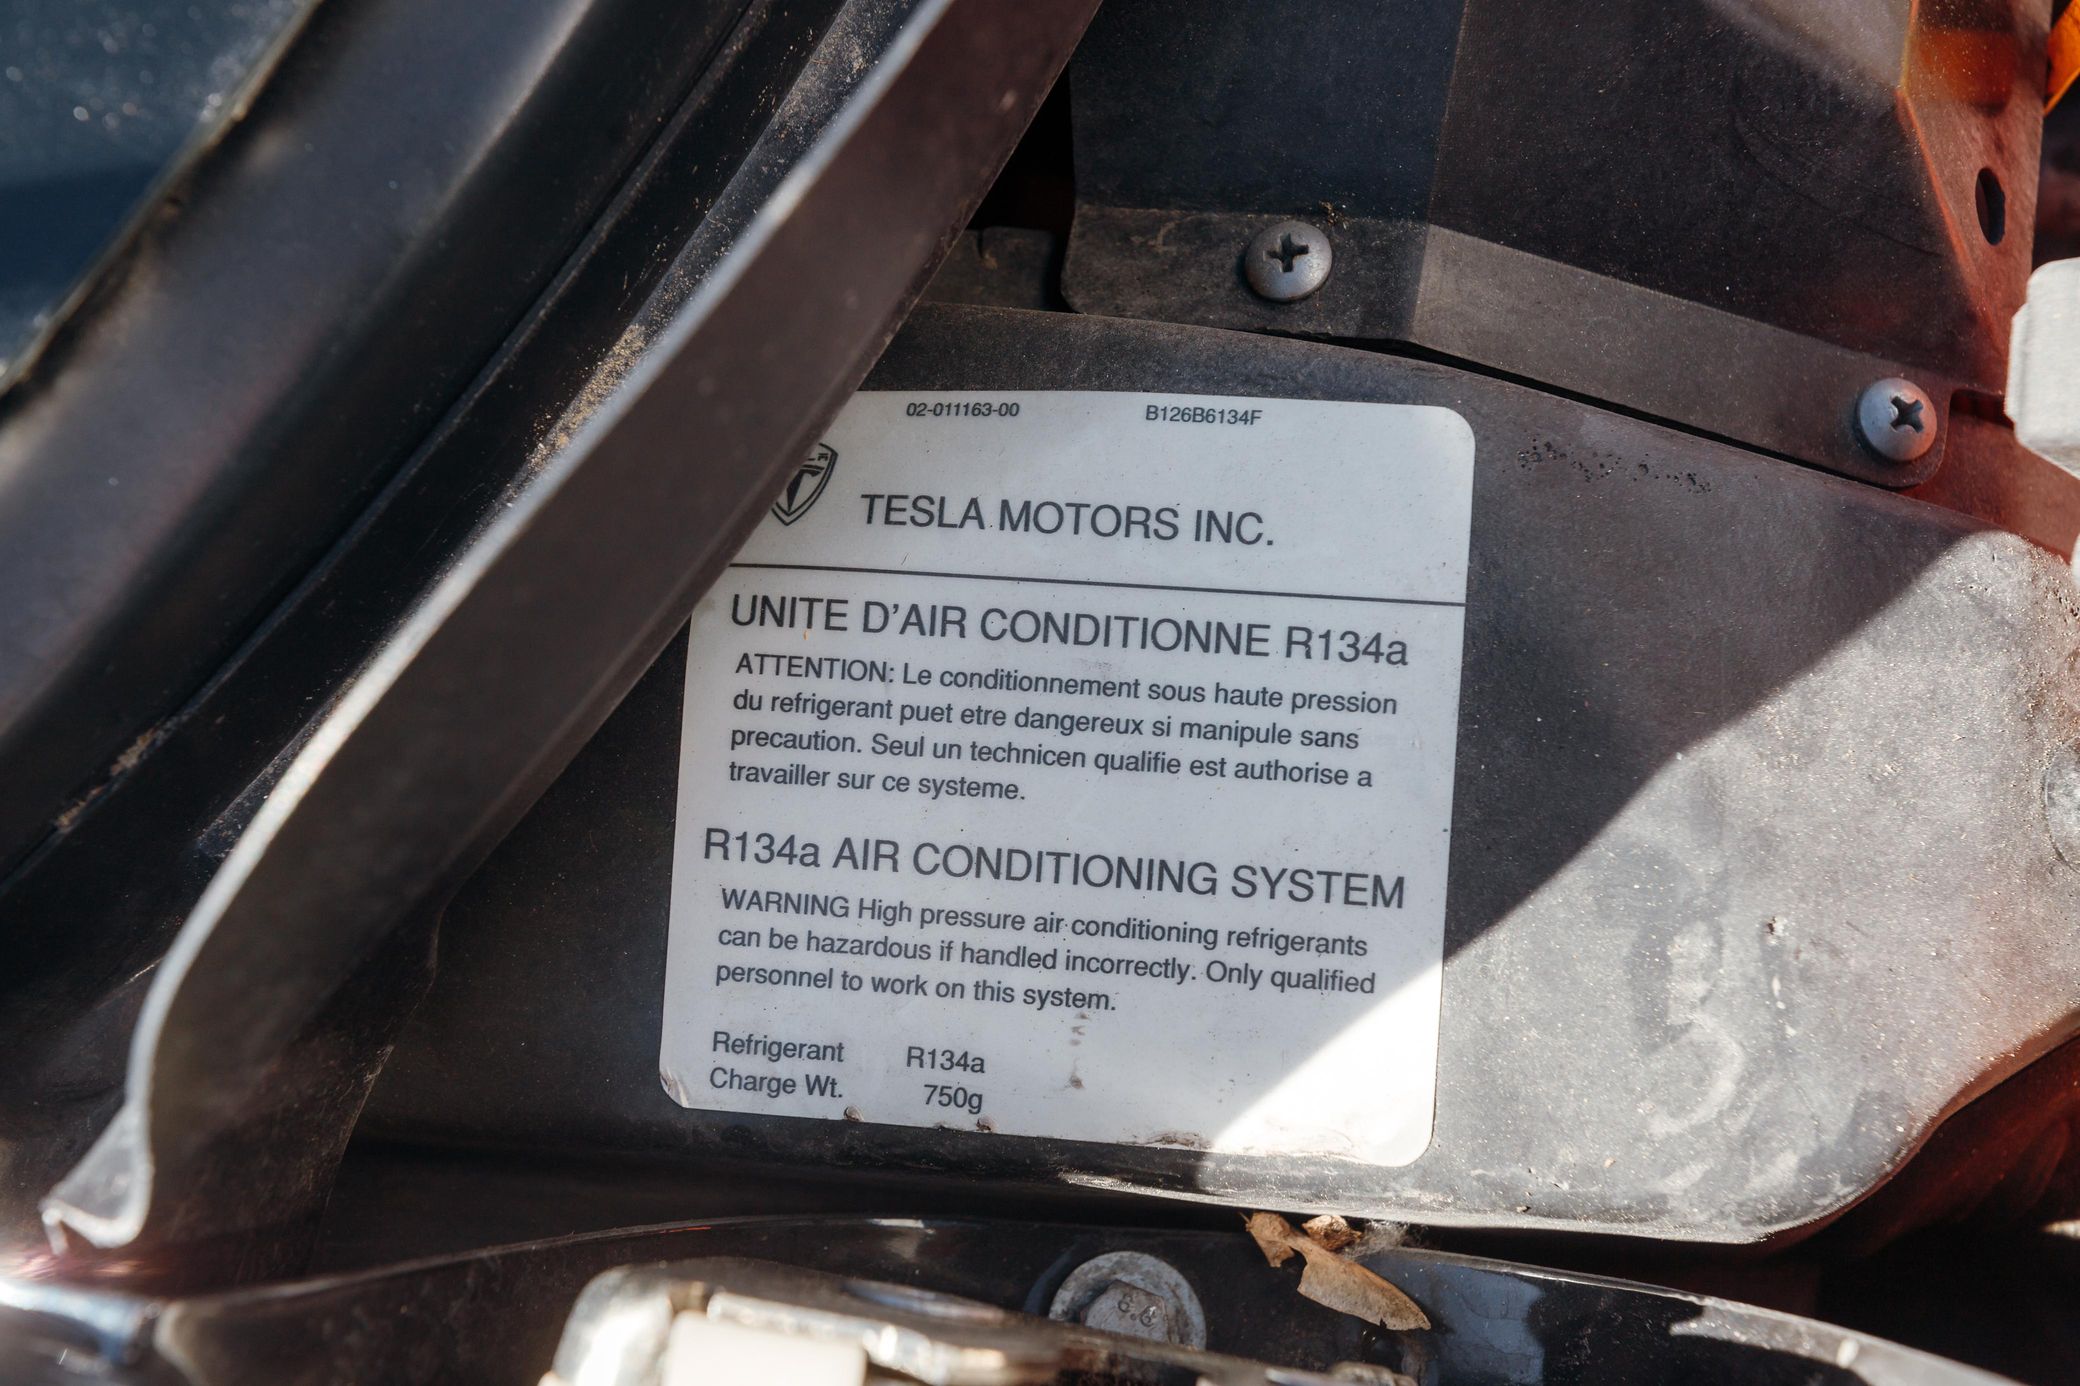 02-011163-00 B126B6134F
TESLA MOTORS INC.
UNITE D'AIR CONDITIONNE R134a
ATTENTION: Le conditionnement sous haute pression
du refrigerant puet etre dangereux si manipule sans
precaution. Seul un technicen qualifie est authorise a
travailler sur ce systeme.
R134a AIR CONDITIONING SYSTEM
WARNING High pressure air conditioning refrigerants
can be hazardous if handled incorrectly. Only qualified
personnel to work on this system.
Refrigerant R134a
Charge Wt. 750g
8.8